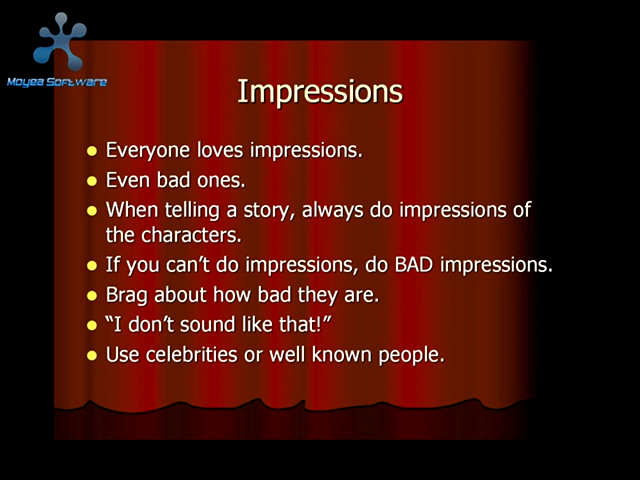 Moyea Software
Impressions
Everyone loves impressions.
Even bad ones.
When telling a story, always do impressions of
the characters.
If you can’t do impressions, do BAD impressions.
Brag about how bad they are.
“I don’t sound like that!”
Use celebrities or well known people.